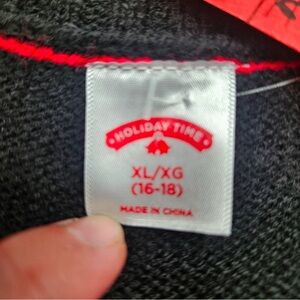 • HOLIDAY TIME •
XL/XG
(16-18)
MADE IN CHINA